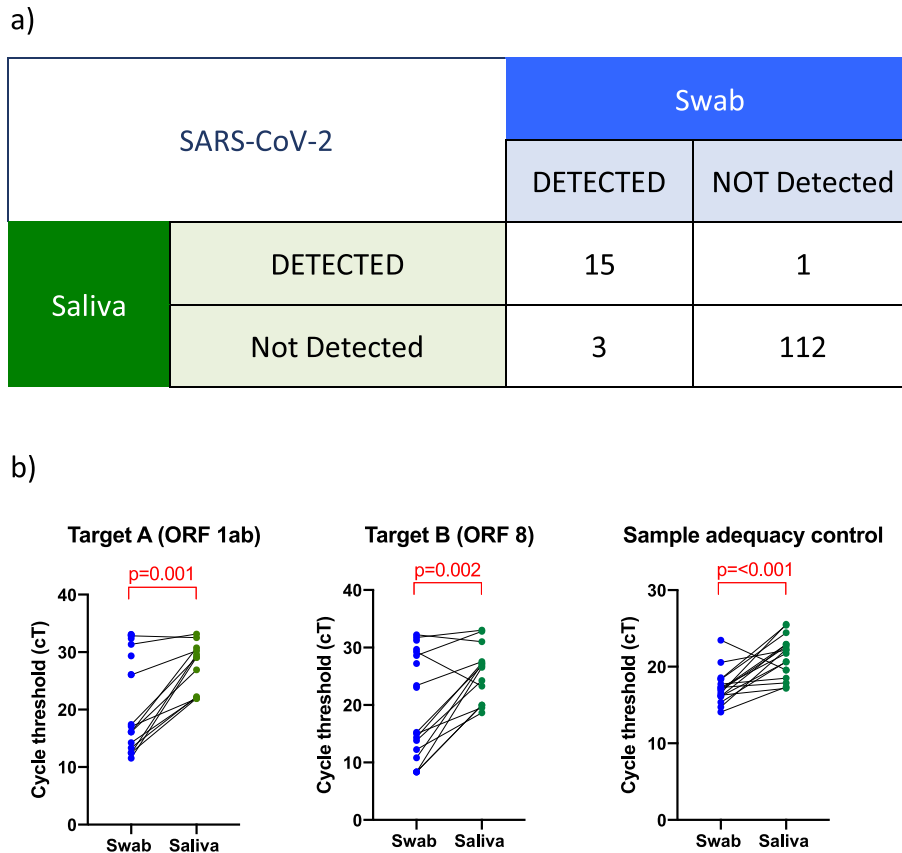 a)
SARS-CoV-2
Swab
DETECTED NOT Detected
Saliva
DETECTED 15 1
Not Detected 3 112
b)
Target A (ORF 1ab)
p=0.001
Cycle threshold (cT)
40
30
20
10
0
Swab Saliva
Target B (ORF 8)
p=0.002
Cycle threshold (cT)
40
30
20
10
0
Swab Saliva
Sample adequacy control
p=<0.001
Cycle threshold (cT)
30
20
10
0
Swab Saliva